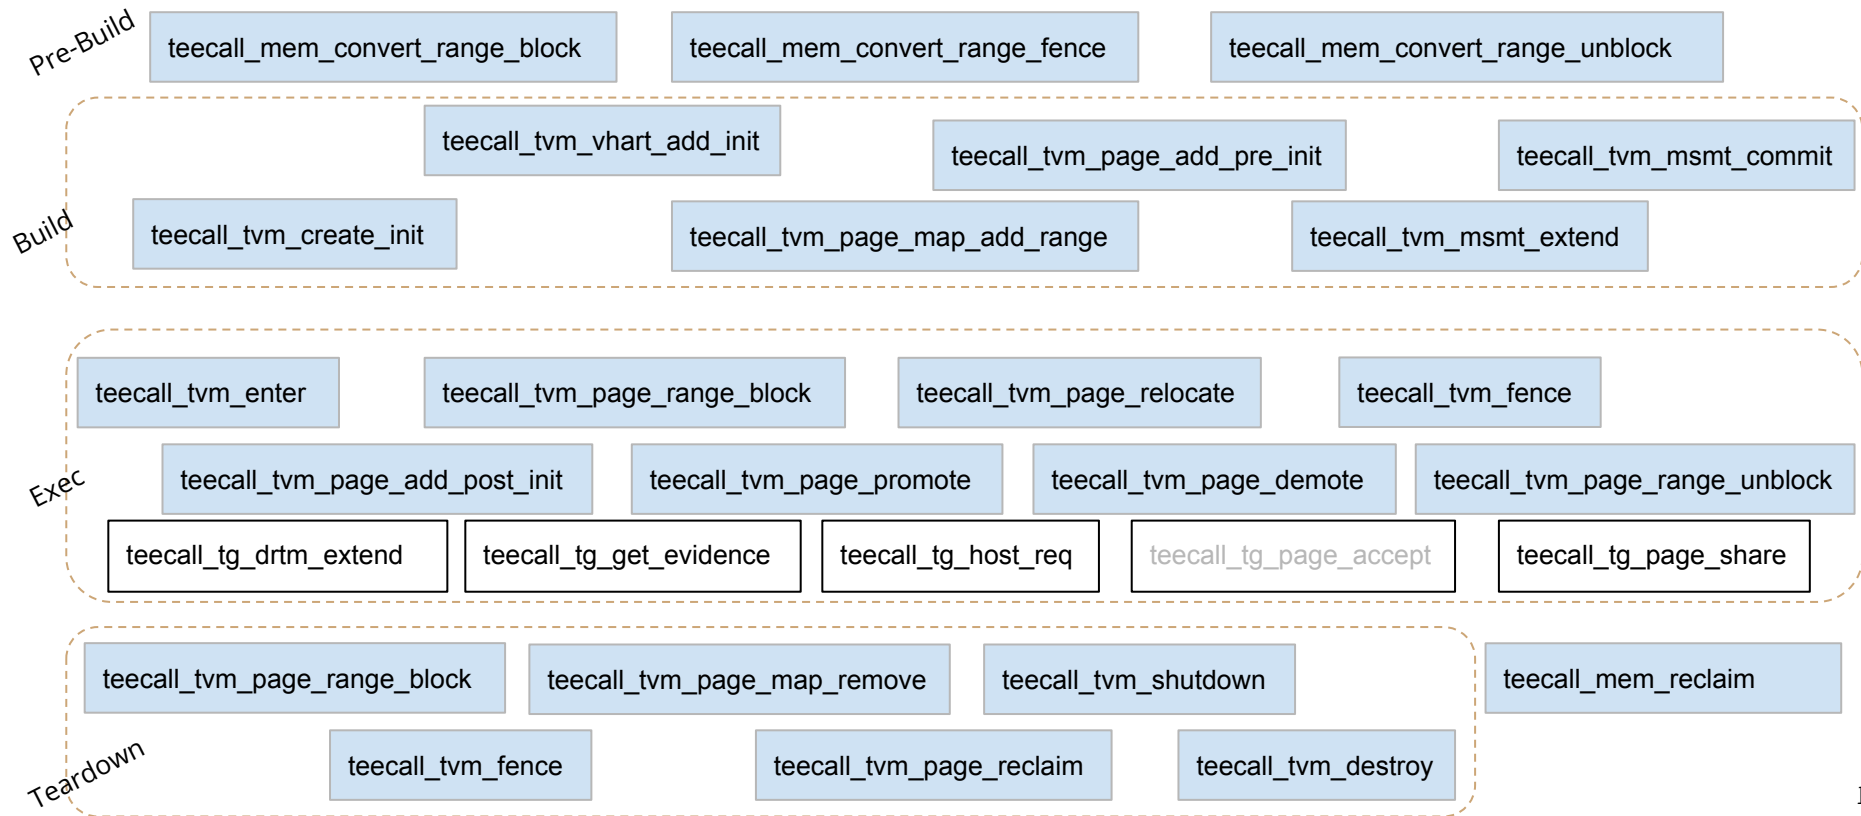 Pre-Build
teecall_mem_convert_range_block
teecall_mem_convert_range_fence
teecall_mem_convert_range_unblock
Build
teecall_tvm_vhart_add_init
teecall_tvm_page_add_pre_init
teecall_tvm_msmt_commit
teecall_tvm_create_init
teecall_tvm_page_map_add_range
teecall_tvm_msmt_extend
Exec
teecall_tvm_enter
teecall_tvm_page_range_block
teecall_tvm_page_relocate
teecall_tvm_fence
teecall_tvm_page_add_post_init
teecall_tvm_page_promote
teecall_tvm_page_demote
teecall_tvm_page_range_unblock
teecall_tg_drtm_extend
teecall_tg_get_evidence
teecall_tg_host_req
teecall_tg_page_accept
teecall_tg_page_share
Teardown
teecall_tvm_page_range_block
teecall_tvm_page_map_remove
teecall_tvm_shutdown
teecall_mem_reclaim
teecall_tvm_fence
teecall_tvm_page_reclaim
teecall_tvm_destroy